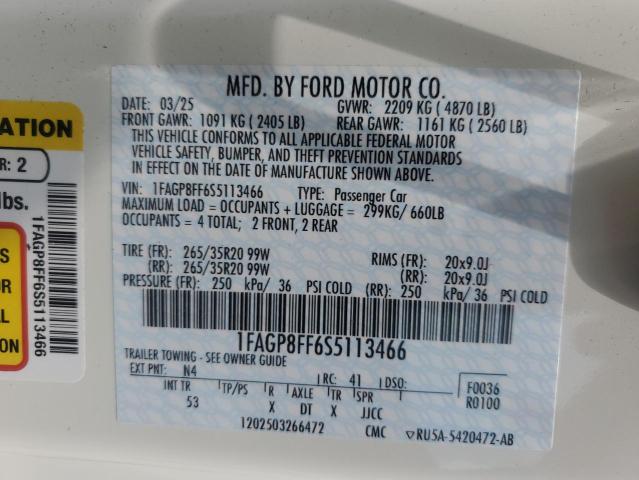 MFD. BY FORD MOTOR CO.
DATE: 03/25 GVWR: 2209 KG ( 4870 LB)
FRONT GAWR: 1091 KG ( 2405 LB) REAR GAWR: 1161 KG ( 2560 LB)
THIS VEHICLE CONFORMS TO ALL APPLICABLE FEDERAL MOTOR
VEHICLE SAFETY, BUMPER, AND THEFT PREVENTION STANDARDS
IN EFFECT ON THE DATE OF MANUFACTURE SHOWN ABOVE.
VIN: 1FAGP8FF6S5113466 TYPE: Passenger Car
MAXIMUM LOAD = OCCUPANTS + LUGGAGE = 299KG/ 660LB
OCCUPANTS = 4 TOTAL; 2 FRONT, 2 REAR
TIRE (FR): 265/35R20 99W RIMS (FR): 20x9.0J
(RR): 265/35R20 99W (RR): 20x9.0J
PRESSURE (FR): 250 kPa/ 36 PSI COLD (RR): 250 kPa/ 36 PSI COLD
1FAGP8FF6S5113466
TRAILER TOWING - SEE OWNER GUIDE
EXT PNT: N4 RC: 41 DSO: F0036
INT TR TP/PS R AXLE TR SPR R0100
53 X DT X JJCC
1202503266472 CMC RU5A-5420472-AB
ATION
R: 2
lbs.
S
OR
AL
ON
1FAGP8FF6S5113466